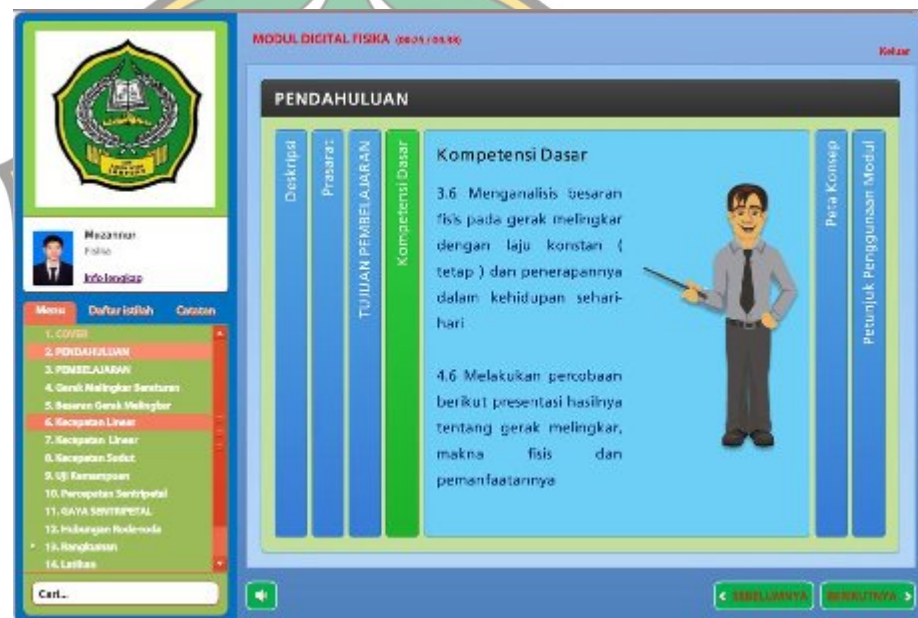 MODUL DIGITAL FISIKA
Keluar
PENDAHULUAN
Muzannur
Fisika
Info lengkap
Menu
Daftar istilah
Catatan
1. COVER
2. PENDAHULUAN
3. PEMBELAJARAN
4. Gerak Melingkar Beraturan
5. Besaran Gerak Melingkar
6. Kecepatan Linear
7. Kecepatan Linear
8. Kecepatan Sudut
9. Uji Kemampuan
10. Percepatan Sentripetal
11. GAYA SENTRIPETAL
12. Hubungan Roda-roda
13. Rangkuman
14. Latihan
Cari...
Deskripsi
Prasarat
TUJUAN PEMBELAJARAN
Kompetensi Dasar
Kompetensi Dasar
3.6 Menganalisis besaran
fisis pada gerak melingkar
dengan laju konstan (
tetap ) dan penerapannya
dalam kehidupan sehari-
hari
4.6 Melakukan percobaan
berikut presentasi hasilnya
tentang gerak melingkar,
makna fisis dan
pemanfaatannya
Peta Konsep
Petunjuk Penggunaan Modul
SEBELUMNYA
BERIKUTNYA